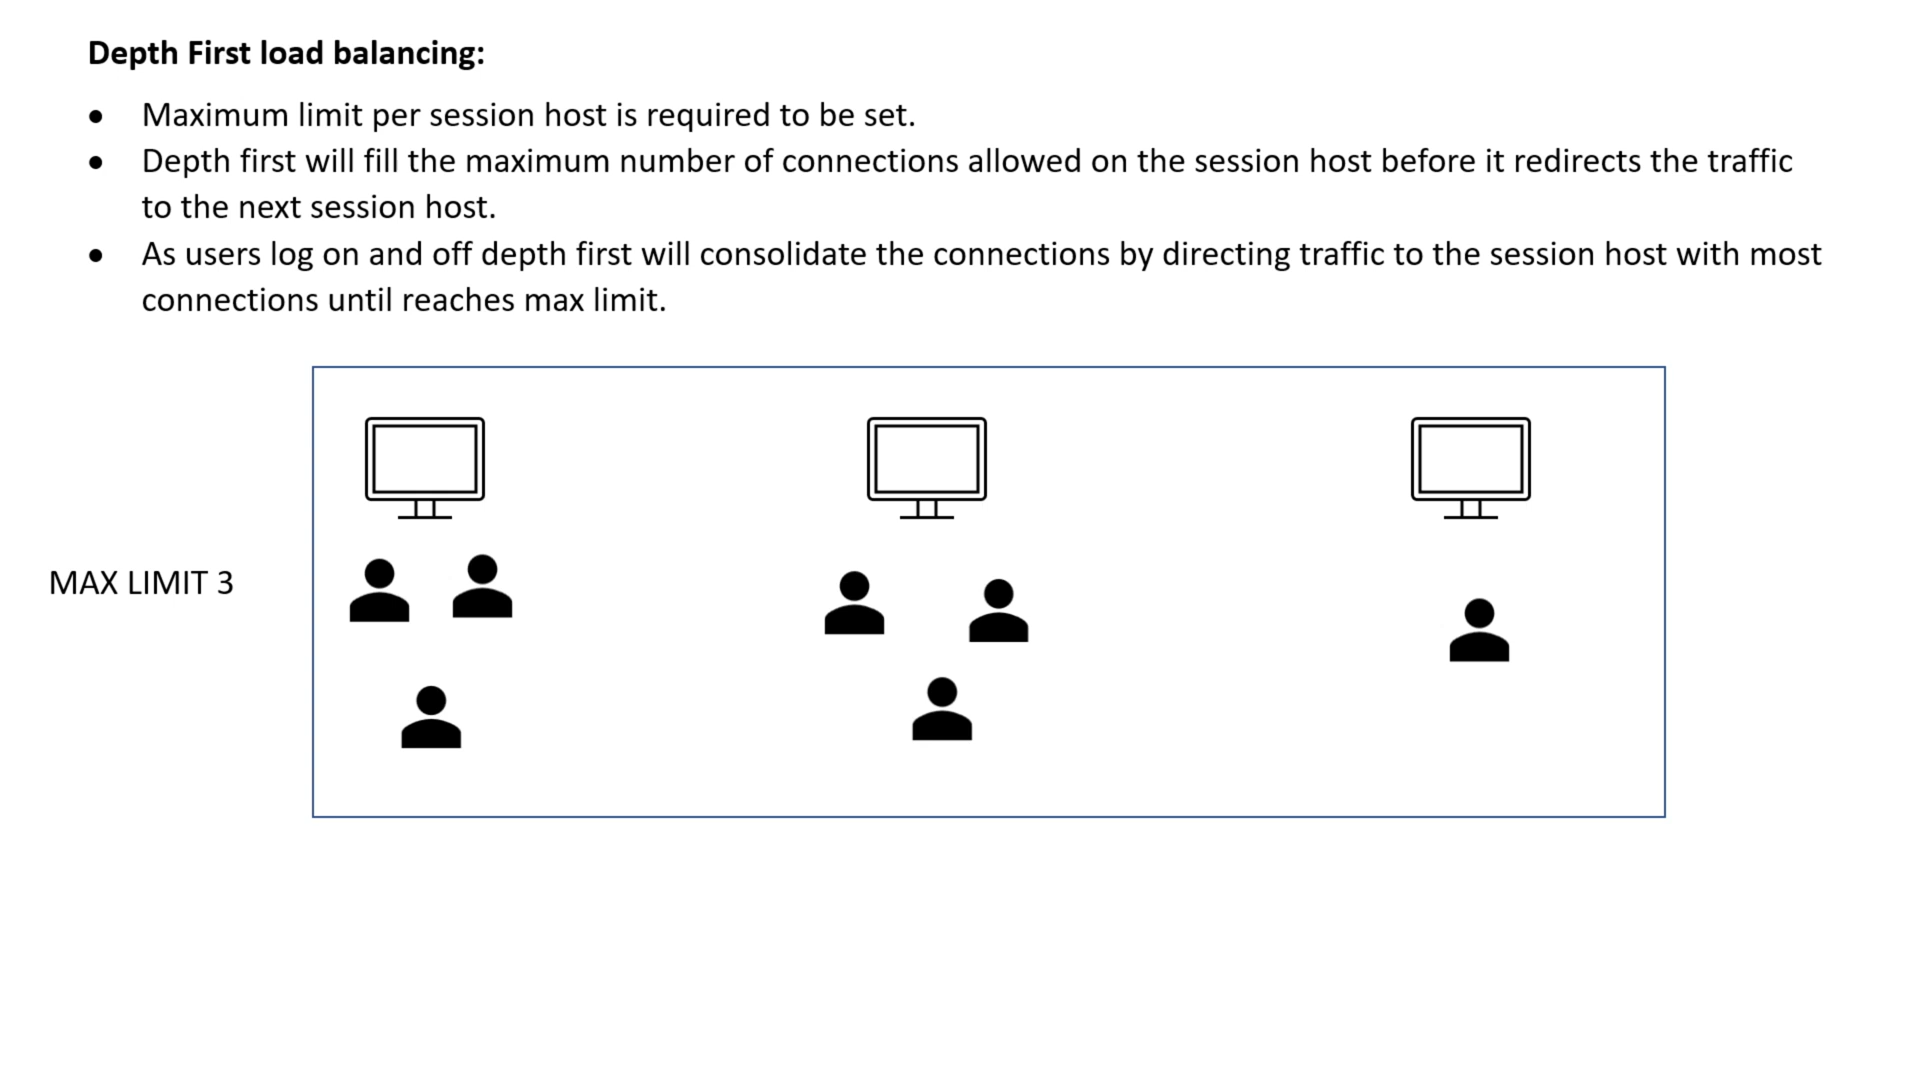 Depth First load balancing:
• Maximum limit per session host is required to be set.
• Depth first will fill the maximum number of connections allowed on the session host before it redirects the traffic
to the next session host.
• As users log on and off depth first will consolidate the connections by directing traffic to the session host with most
connections until reaches max limit.
MAX LIMIT 3